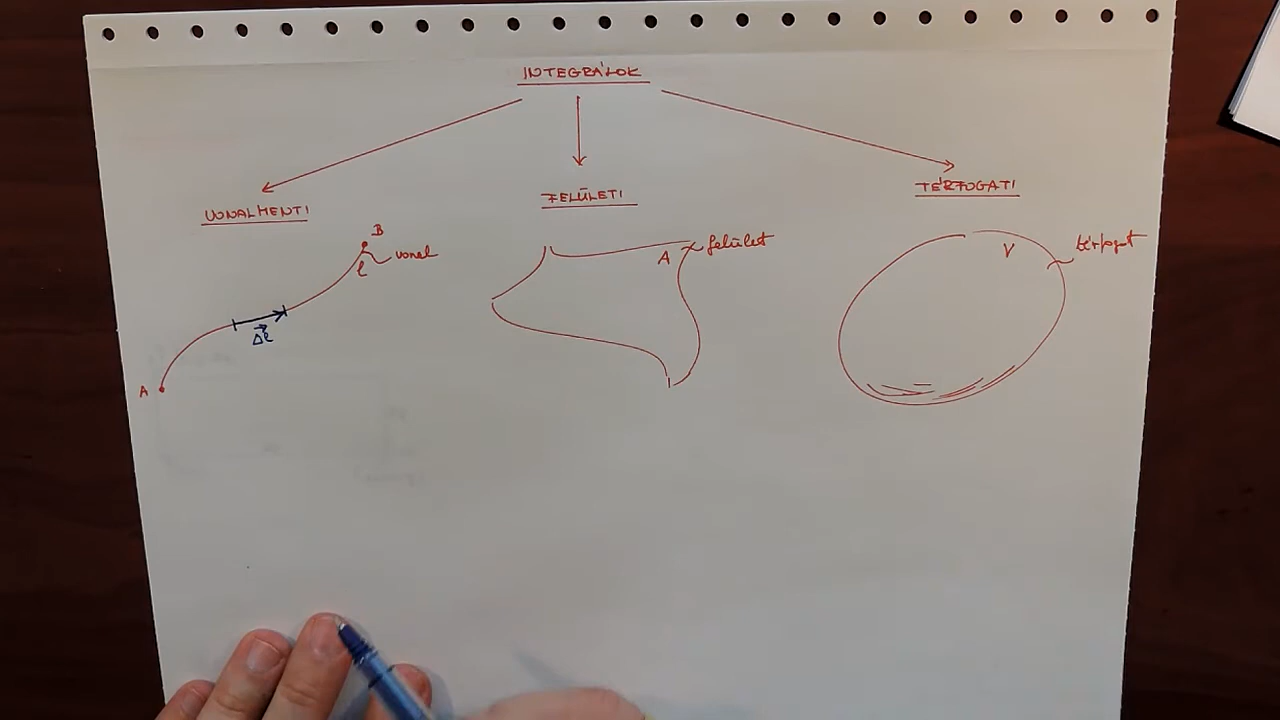 INTEGRÁLOK
VONALMENTI
FELÜLETI
TÉRFOGATI
B
l
vonal
Δl
A
A
felület
V
térfogat